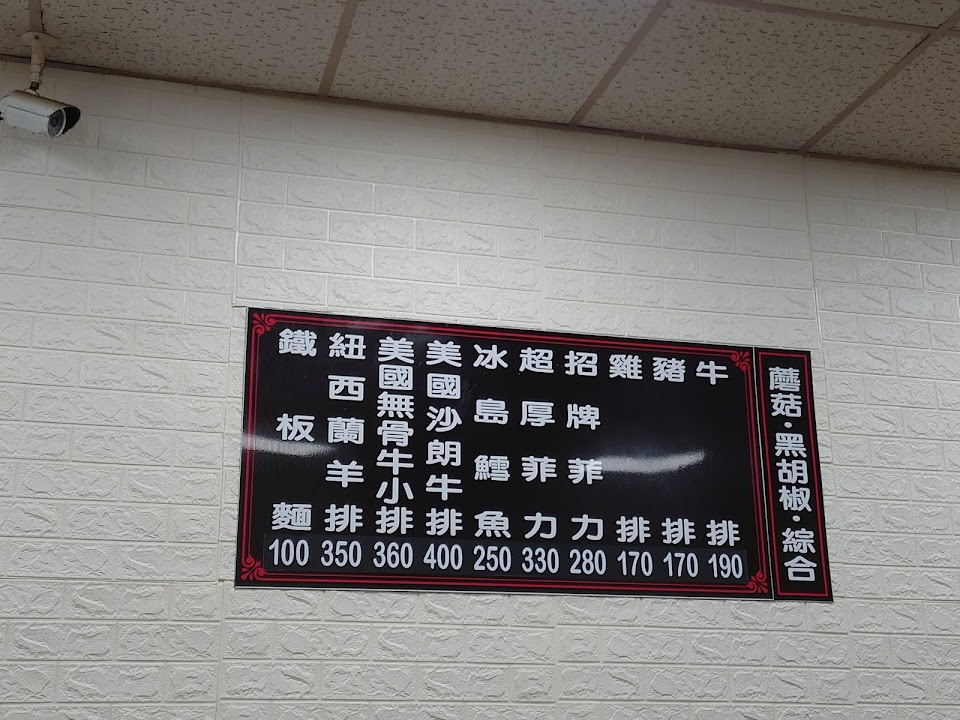 蘑菇·黑胡椒·綜合
牛排 190
豬排 170
雞排 170
招牌菲力 280
超厚菲力 330
冰島鱈魚 250
美國沙朗牛排 400
美國無骨牛小排 360
紐西蘭羊排 350
鐵板麵 100